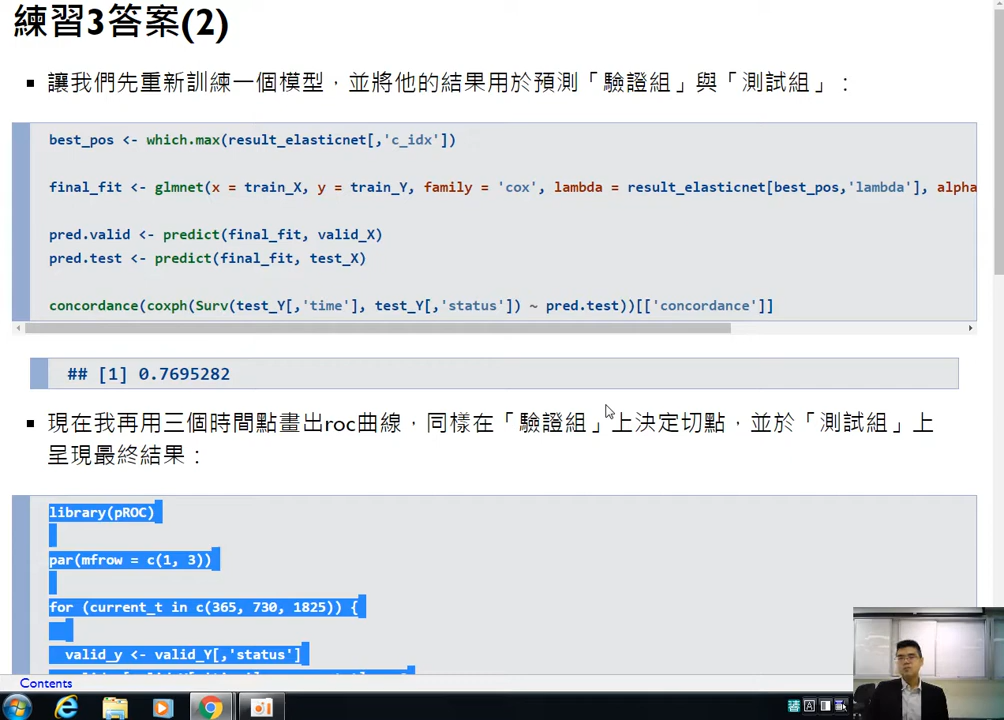 練習3答案(2)
▪ 讓我們先重新訓練一個模型，並將他的結果用於預測「驗證組」與「測試組」：
best_pos <- which.max(result_elasticnet[,'c_idx'])
final_fit <- glmnet(x = train_X, y = train_Y, family = 'cox', lambda = result_elasticnet[best_pos,'lambda'], alpha
pred.valid <- predict(final_fit, valid_X)
pred.test <- predict(final_fit, test_X)
concordance(coxph(Surv(test_Y[,'time'], test_Y[,'status']) ~ pred.test))[['concordance']]
## [1] 0.7695282
▪ 現在我再用三個時間點畫出roc曲線，同樣在「驗證組」上決定切點，並於「測試組」上
呈現最終結果：
library(pROC)
par(mfrow = c(1, 3))
for (current_t in c(365, 730, 1825)) {
valid_y <- valid_Y[,'status']
Contents